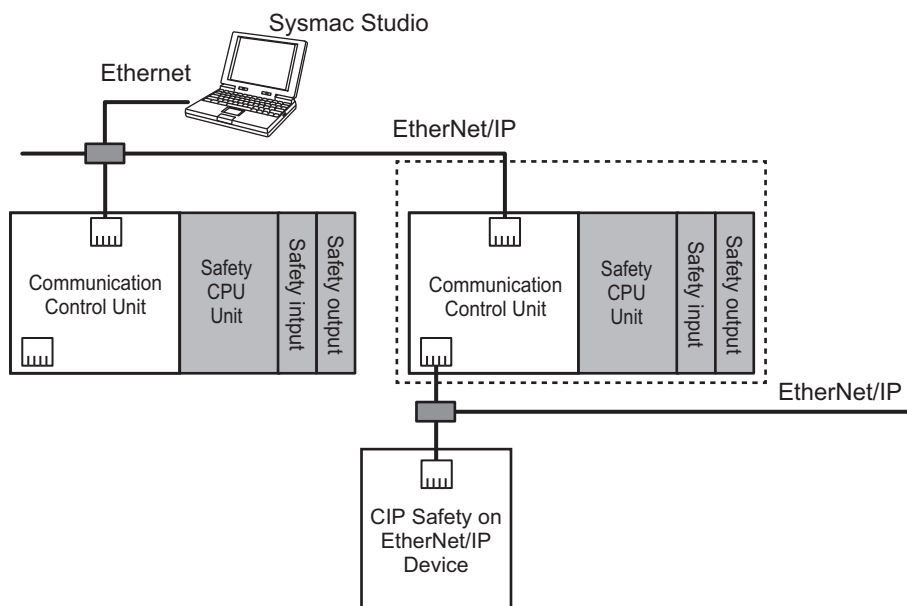 Sysmac Studio
Ethernet
EtherNet/IP
Communication
Control Unit
Safety
CPU
Unit
Safety intput
Safety output
Communication
Control Unit
Safety
CPU
Unit
Safety input
Safety output
EtherNet/IP
CIP Safety on
EtherNet/IP
Device